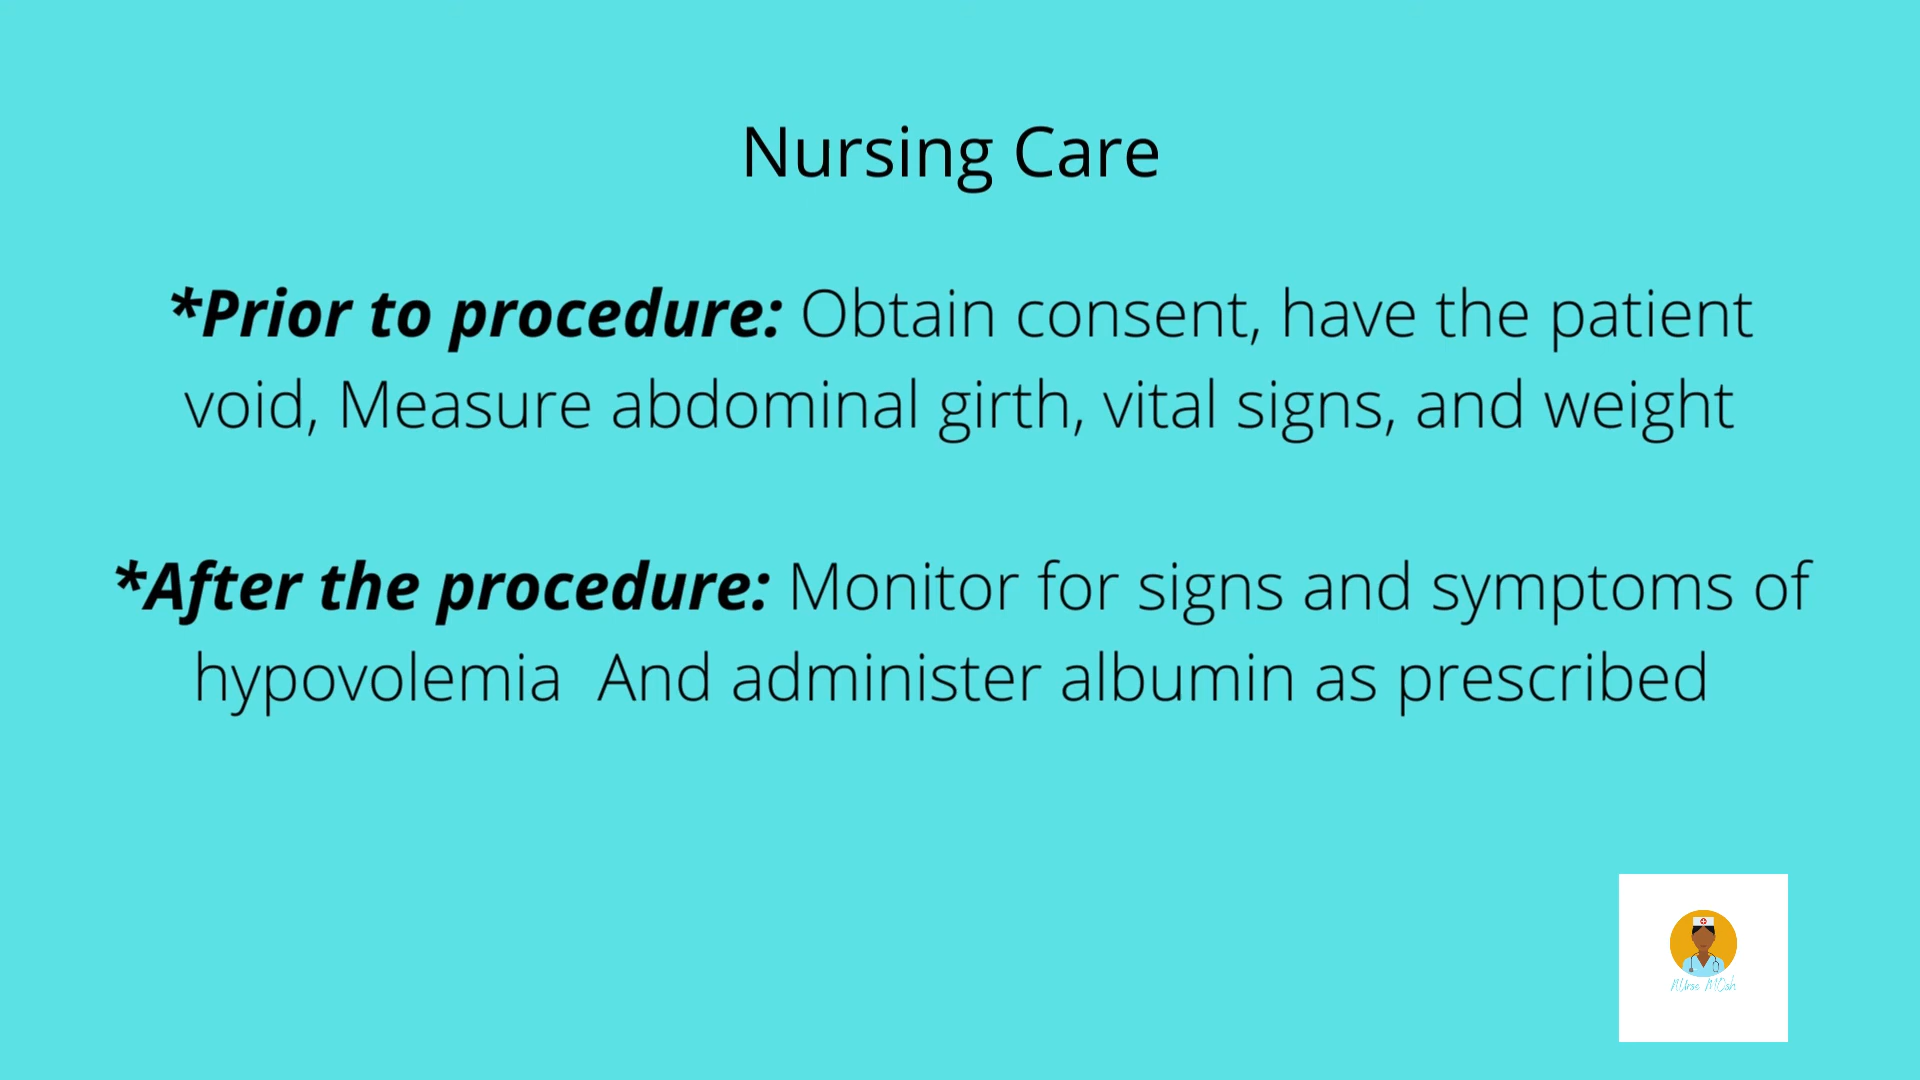 Nursing Care
*Prior to procedure: Obtain consent, have the patient
void, Measure abdominal girth, vital signs, and weight
*After the procedure: Monitor for signs and symptoms of
hypovolemia  And administer albumin as prescribed